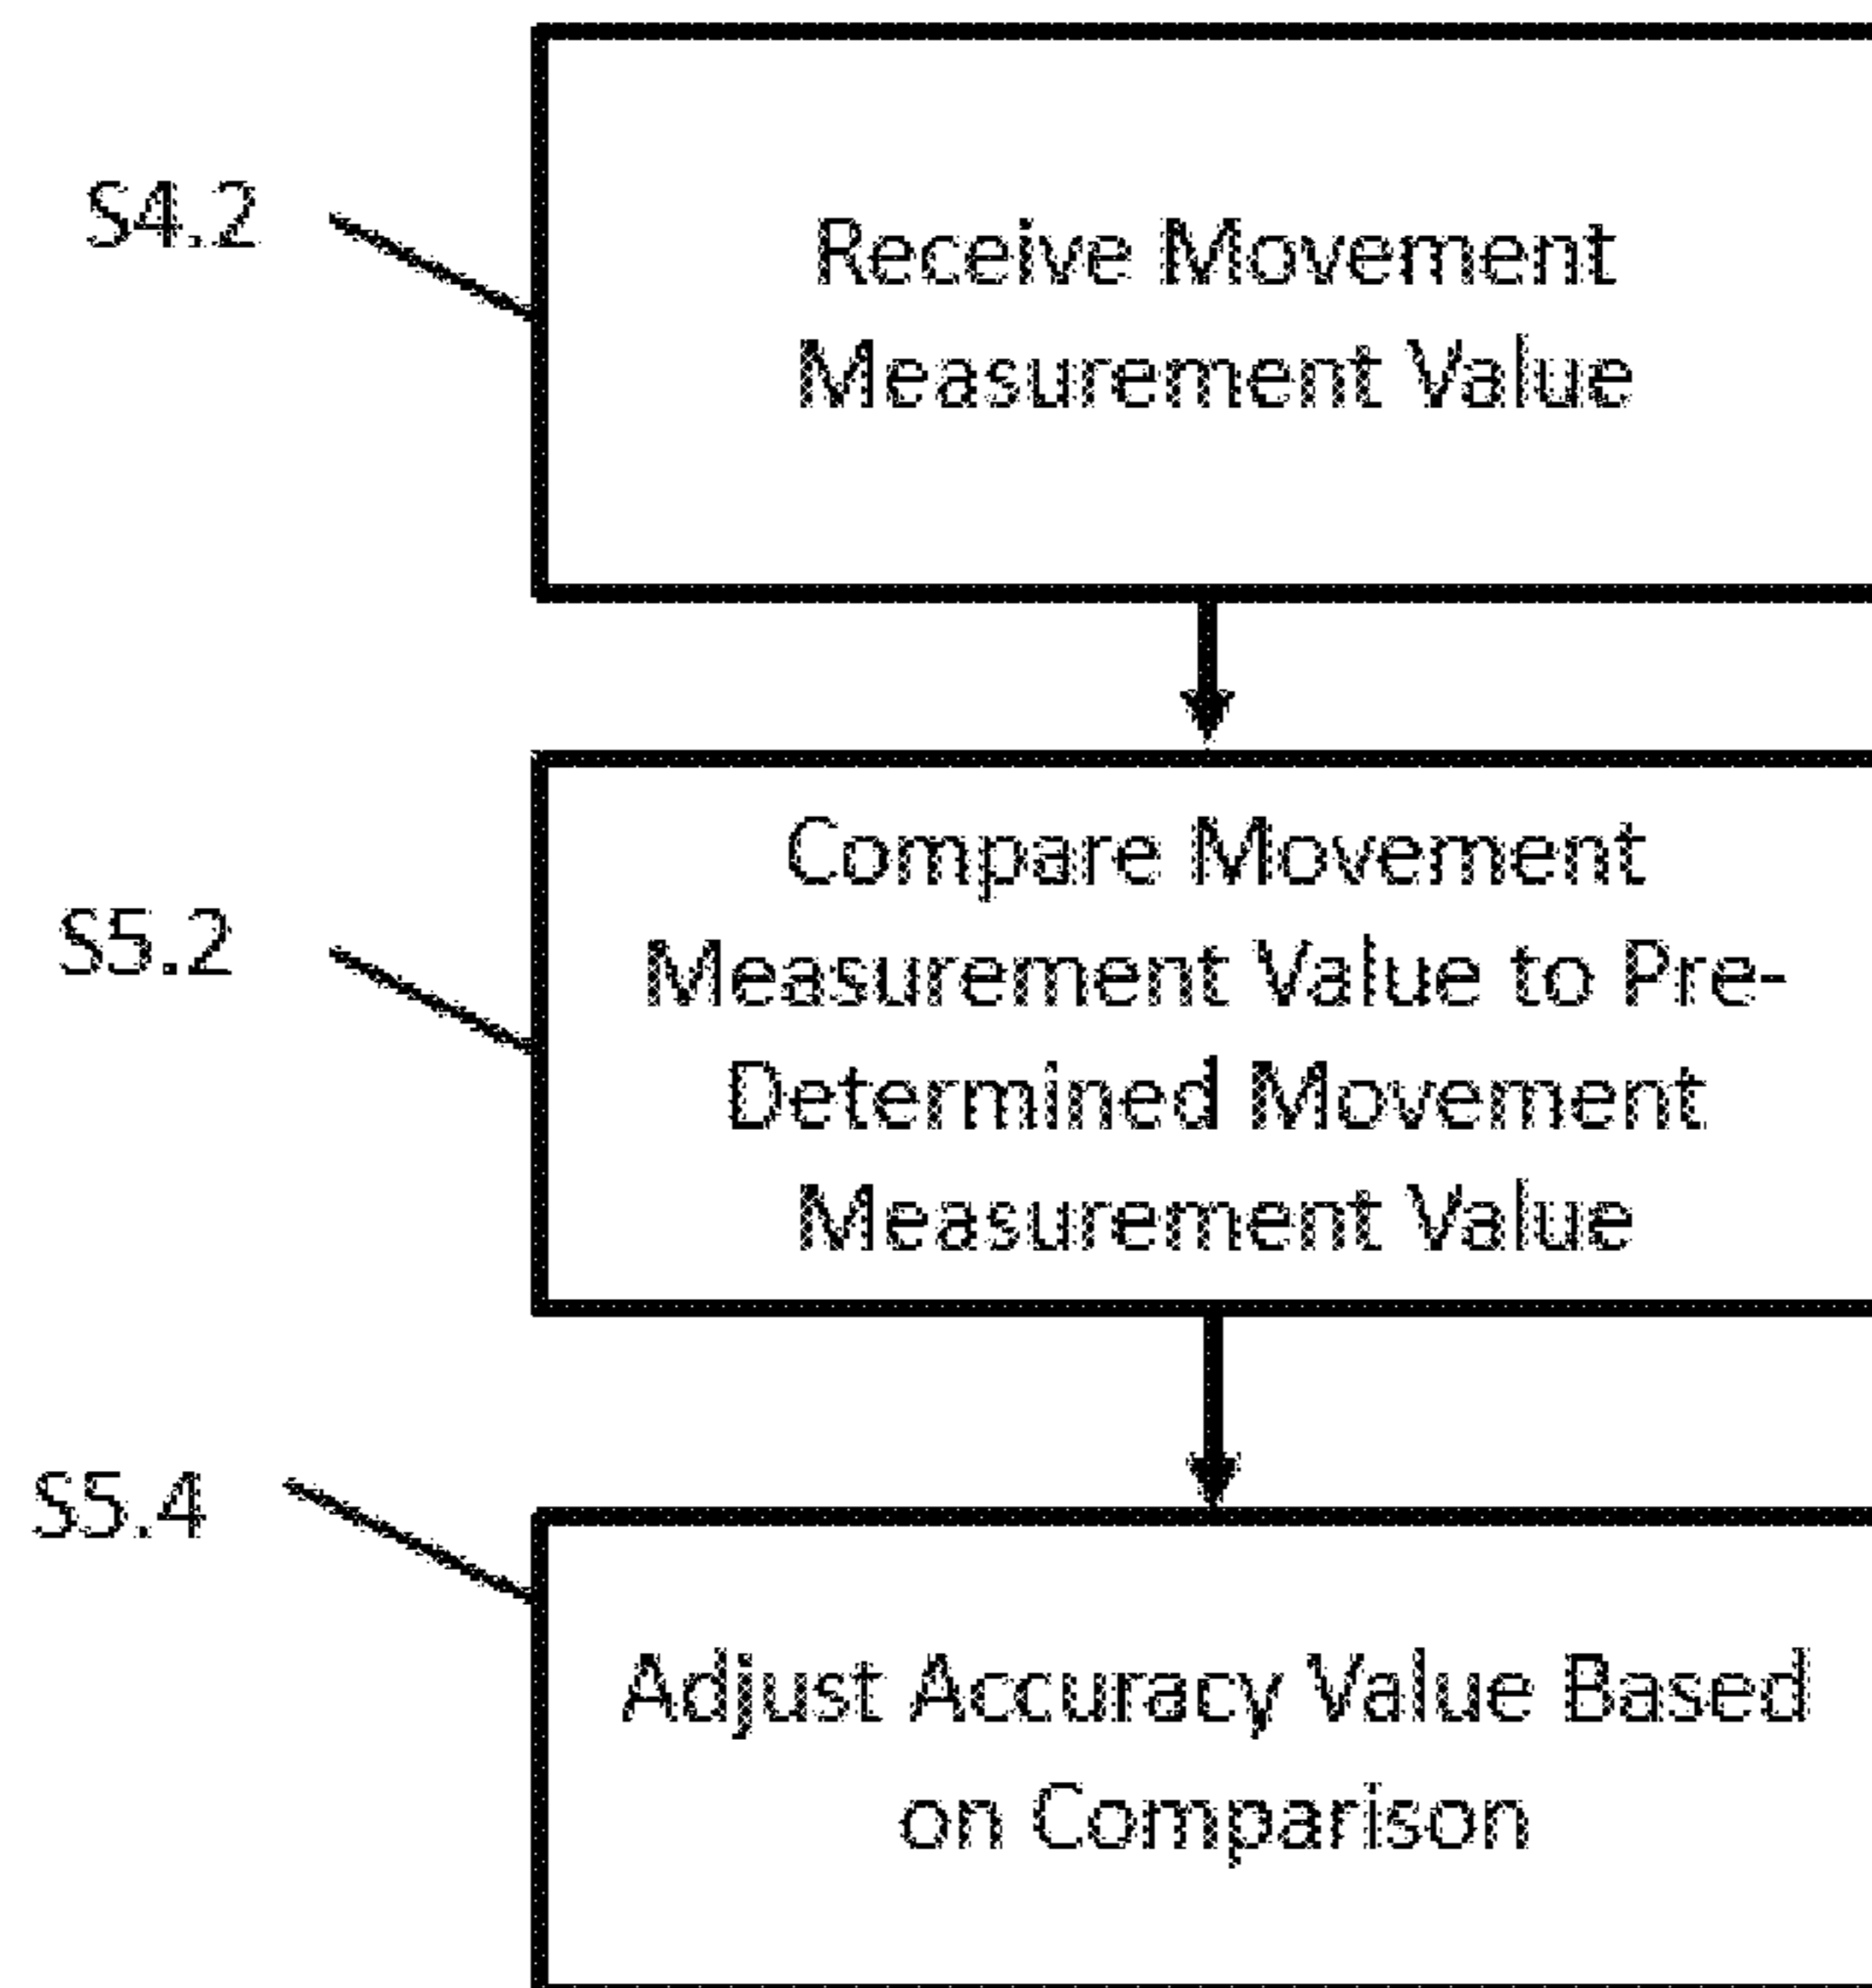 S4.2
Receive Movement
Measurement Value
S5.2
Compare Movement
Measurement Value to Pre-
Determined Movement
Measurement Value
S5.4
Adjust Accuracy Value Based
on Comparison